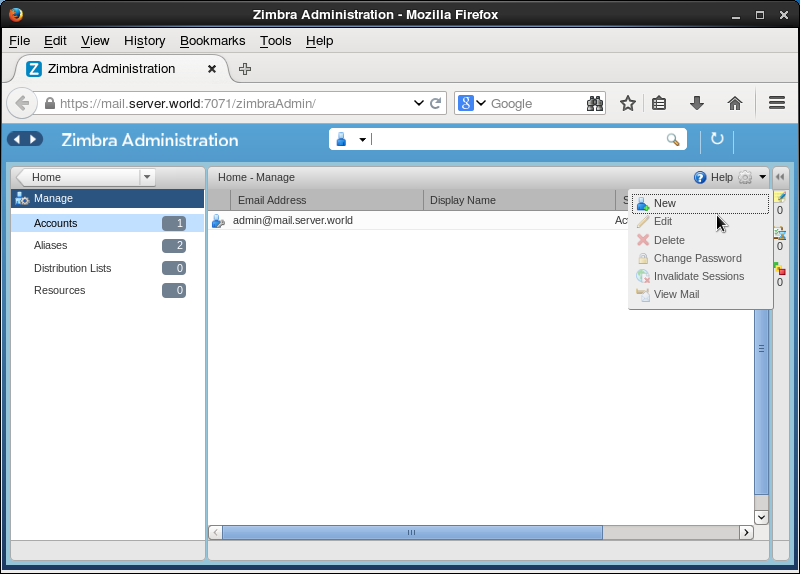 Zimbra Administration - Mozilla Firefox
File Edit View History Bookmarks Tools Help
Z Zimbra Administration
https://mail.server.world:7071/zimbraAdmin/
8 Google
Zimbra Administration
Home
Home - Manage
Help
Manage
Email Address Display Name S
Accounts 1
admin@mail.server.world Ac
Aliases 2
Distribution Lists 0
Resources 0
New
Edit
Delete
Change Password
Invalidate Sessions
View Mail
0
0
0